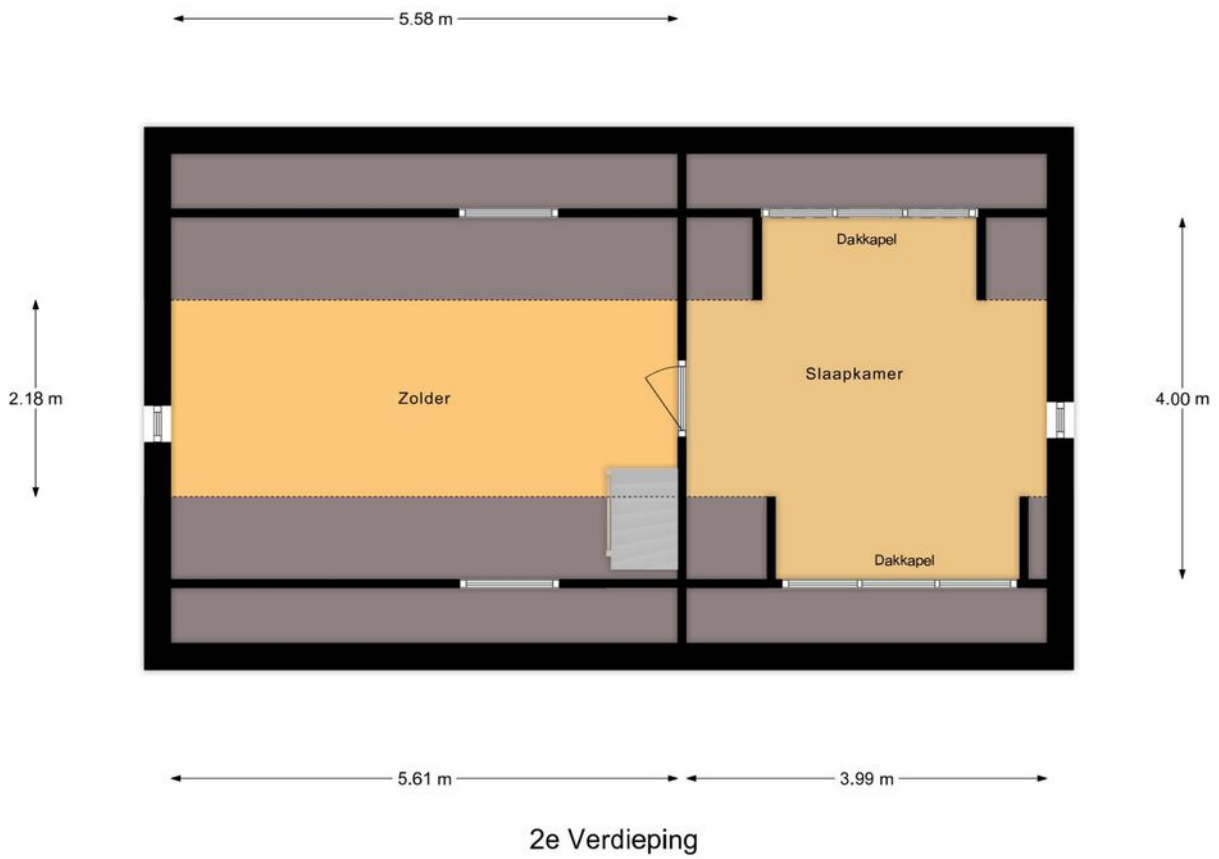 5.58 m
Dakkapel
2.18 m
Zolder
Slaapkamer
4.00 m
Dakkapel
5.61 m
3.99 m
2e Verdieping